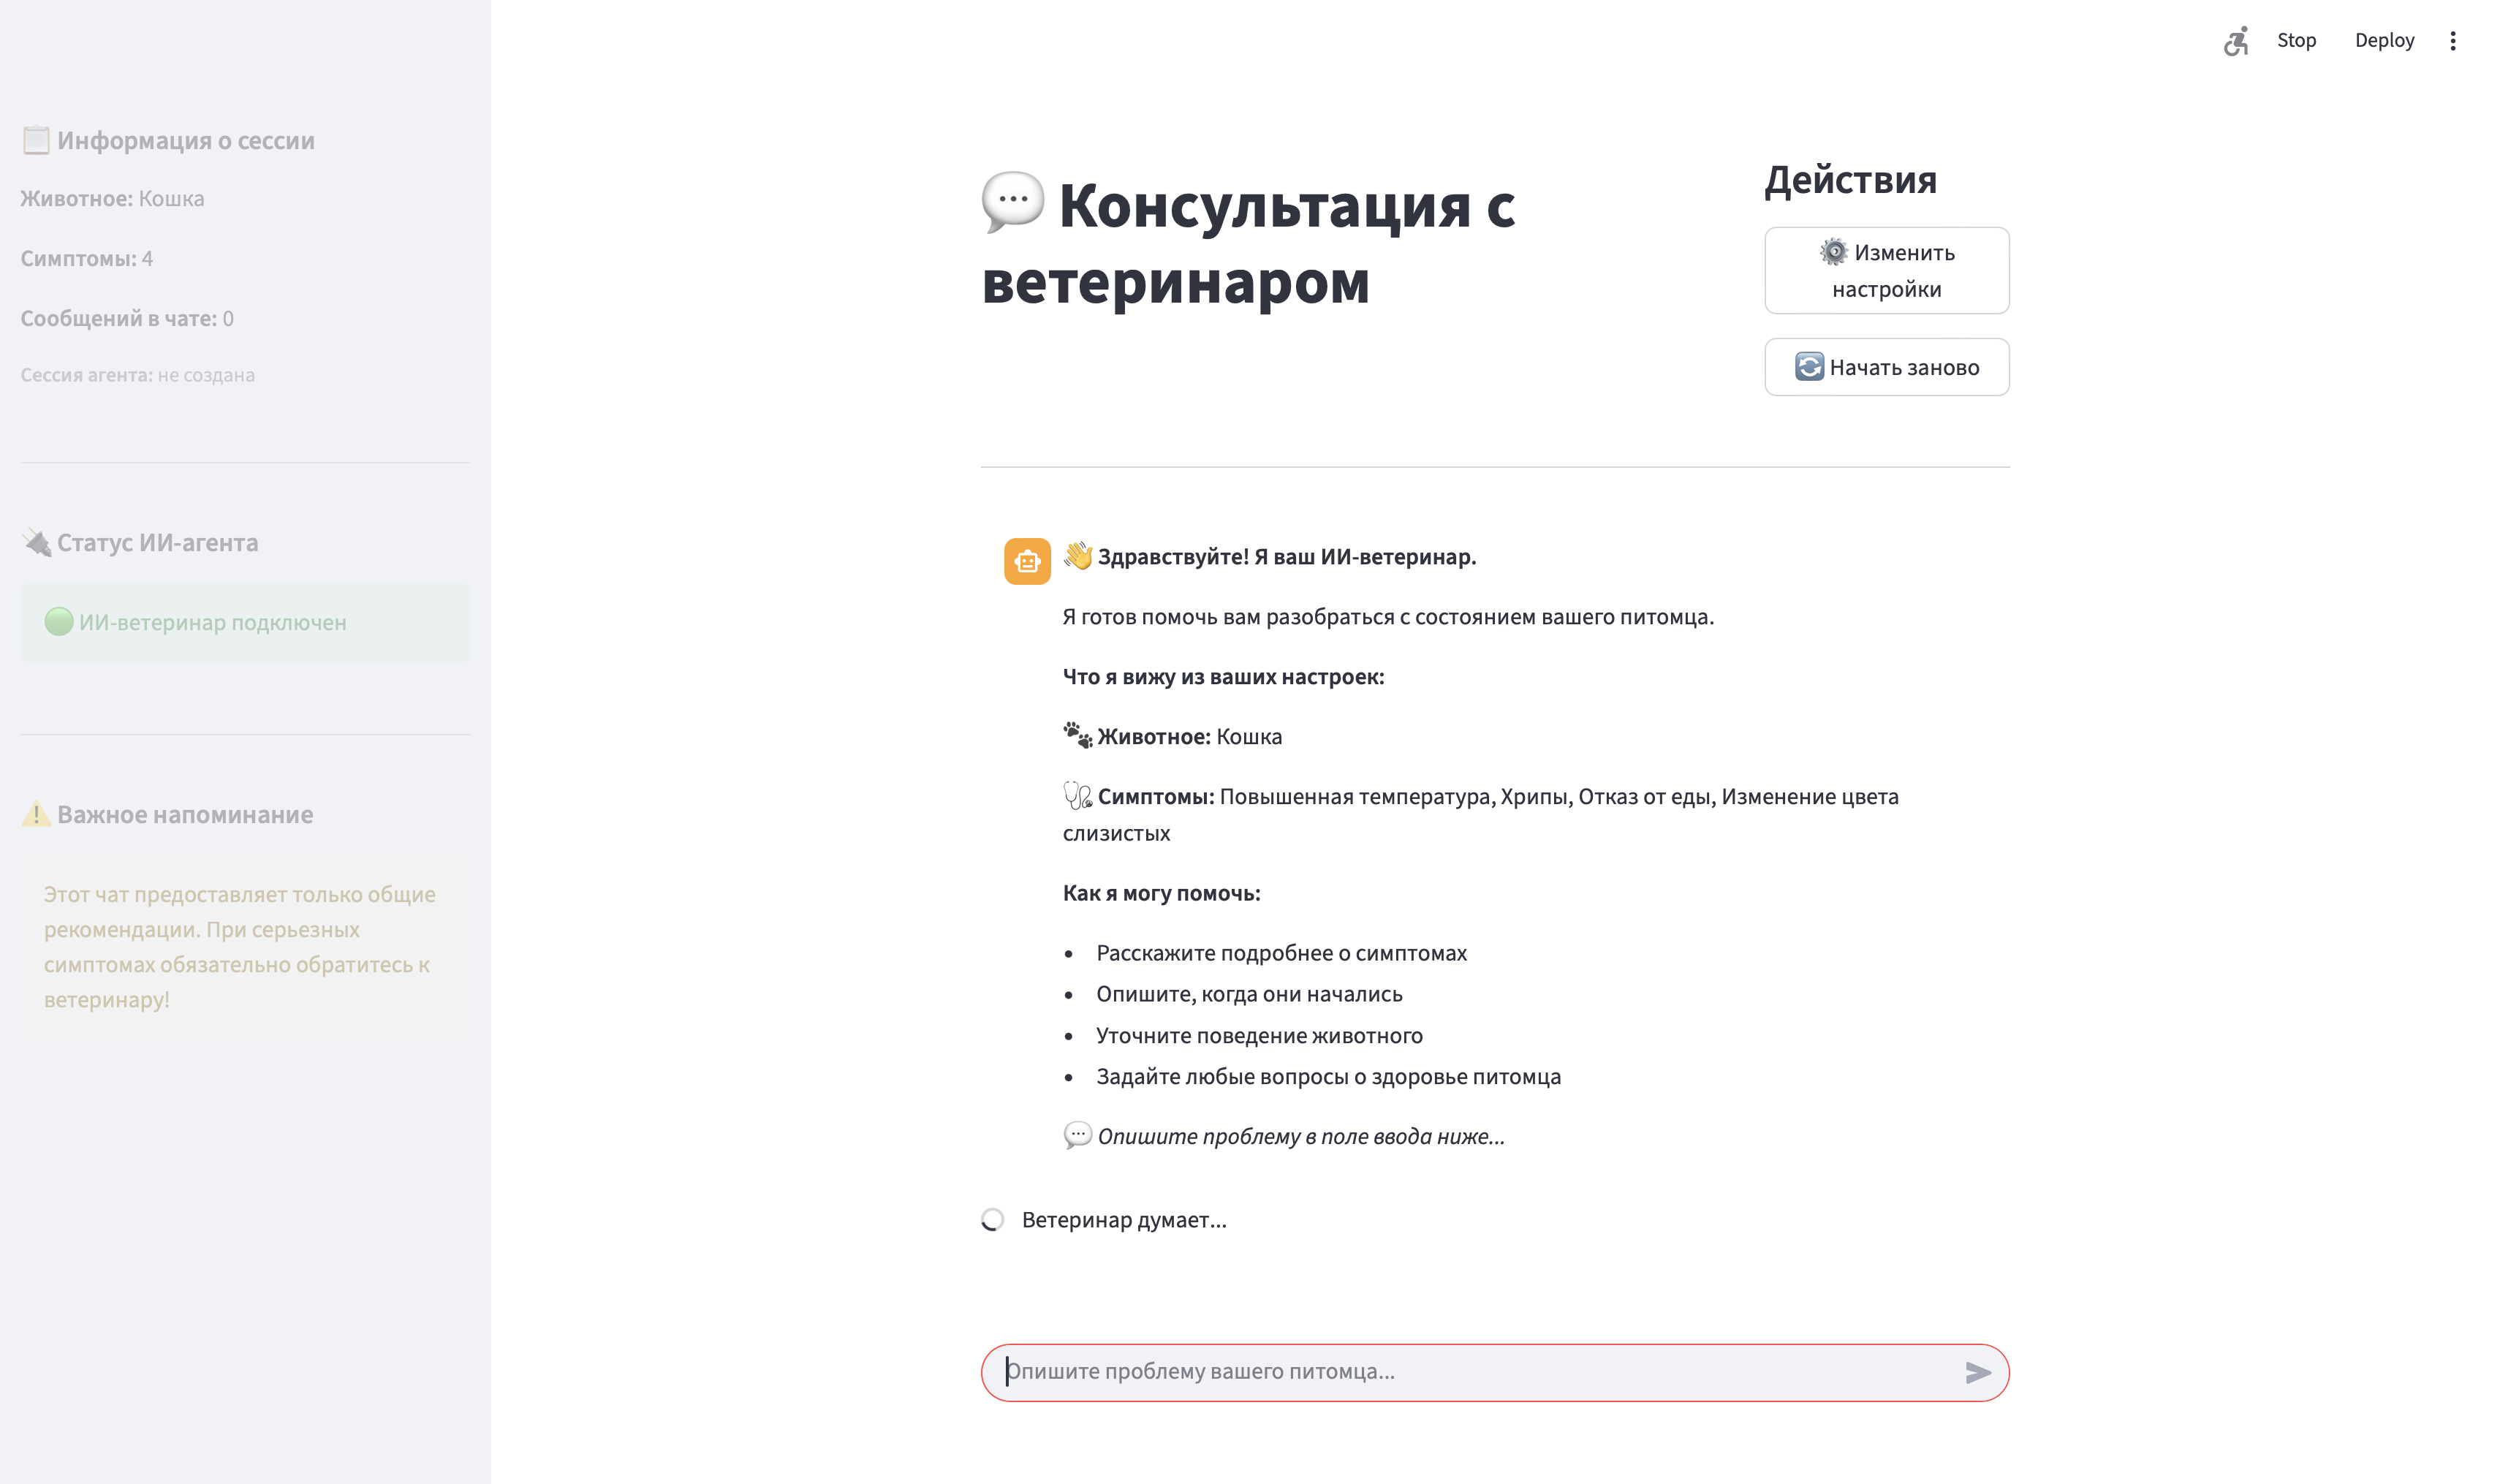 Stop
Deploy
Информация о сессии
Животное: Кошка
Симптомы: 4
Сообщений в чате: 0
Сессия агента: не создана
Статус ИИ-агента
ИИ-ветеринар подключен
Важное напоминание
Этот чат предоставляет только общие
рекомендации. При серьезных
симптомах обязательно обратитесь к
ветеринару!
Консультация с
ветеринаром
Действия
Изменить
настройки
Начать заново
Здравствуйте! Я ваш ИИ-ветеринар.
Я готов помочь вам разобраться с состоянием вашего питомца.
Что я вижу из ваших настроек:
Животное: Кошка
Симптомы: Повышенная температура, Хрипы, Отказ от еды, Изменение цвета
слизистых
Как я могу помочь:
• Расскажите подробнее о симптомах
• Опишите, когда они начались
• Уточните поведение животного
• Задайте любые вопросы о здоровье питомца
Опишите проблему в поле ввода ниже...
Ветеринар думает...
Опишите проблему вашего питомца...